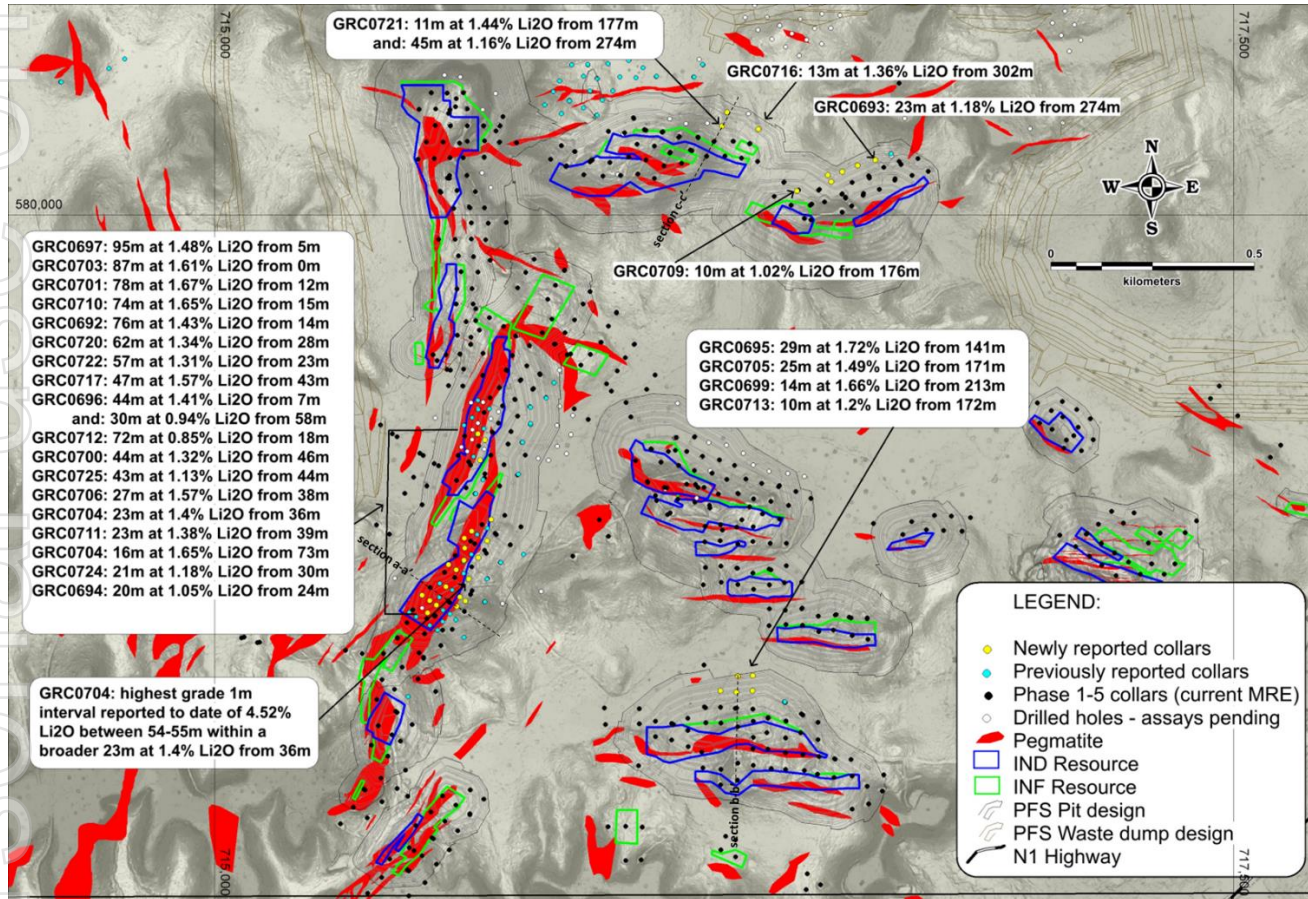 715,000
717,500
GRC0721: 11m at 1.44% Li2O from 177m
and: 45m at 1.16% Li2O from 274m
GRC0716: 13m at 1.36% Li2O from 302m
GRC0693: 23m at 1.18% Li2O from 274m
N
W E
S
580,000
section c-c'
0 0.5
kilometers
GRC0709: 10m at 1.02% Li2O from 176m
GRC0697: 95m at 1.48% Li2O from 5m
GRC0703: 87m at 1.61% Li2O from 0m
GRC0701: 78m at 1.67% Li2O from 12m
GRC0710: 74m at 1.65% Li2O from 15m
GRC0692: 76m at 1.43% Li2O from 14m
GRC0720: 62m at 1.34% Li2O from 28m
GRC0722: 57m at 1.31% Li2O from 23m
GRC0717: 47m at 1.57% Li2O from 43m
GRC0696: 44m at 1.41% Li2O from 7m
and: 30m at 0.94% Li2O from 58m
GRC0712: 72m at 0.85% Li2O from 18m
GRC0700: 44m at 1.32% Li2O from 46m
GRC0725: 43m at 1.13% Li2O from 44m
GRC0706: 27m at 1.57% Li2O from 38m
GRC0704: 23m at 1.4% Li2O from 36m
GRC0711: 23m at 1.38% Li2O from 39m
GRC0704: 16m at 1.65% Li2O from 73m
GRC0724: 21m at 1.18% Li2O from 30m
GRC0694: 20m at 1.05% Li2O from 24m
GRC0695: 29m at 1.72% Li2O from 141m
GRC0705: 25m at 1.49% Li2O from 171m
GRC0699: 14m at 1.66% Li2O from 213m
GRC0713: 10m at 1.2% Li2O from 172m
section a-a'
GRC0704: highest grade 1m
interval reported to date of 4.52%
Li2O between 54-55m within a
broader 23m at 1.4% Li2O from 36m
section b-b'
LEGEND:
Newly reported collars
Previously reported collars
Phase 1-5 collars (current MRE)
Drilled holes - assays pending
Pegmatite
IND Resource
INF Resource
PFS Pit design
PFS Waste dump design
N1 Highway
715,000
717,500